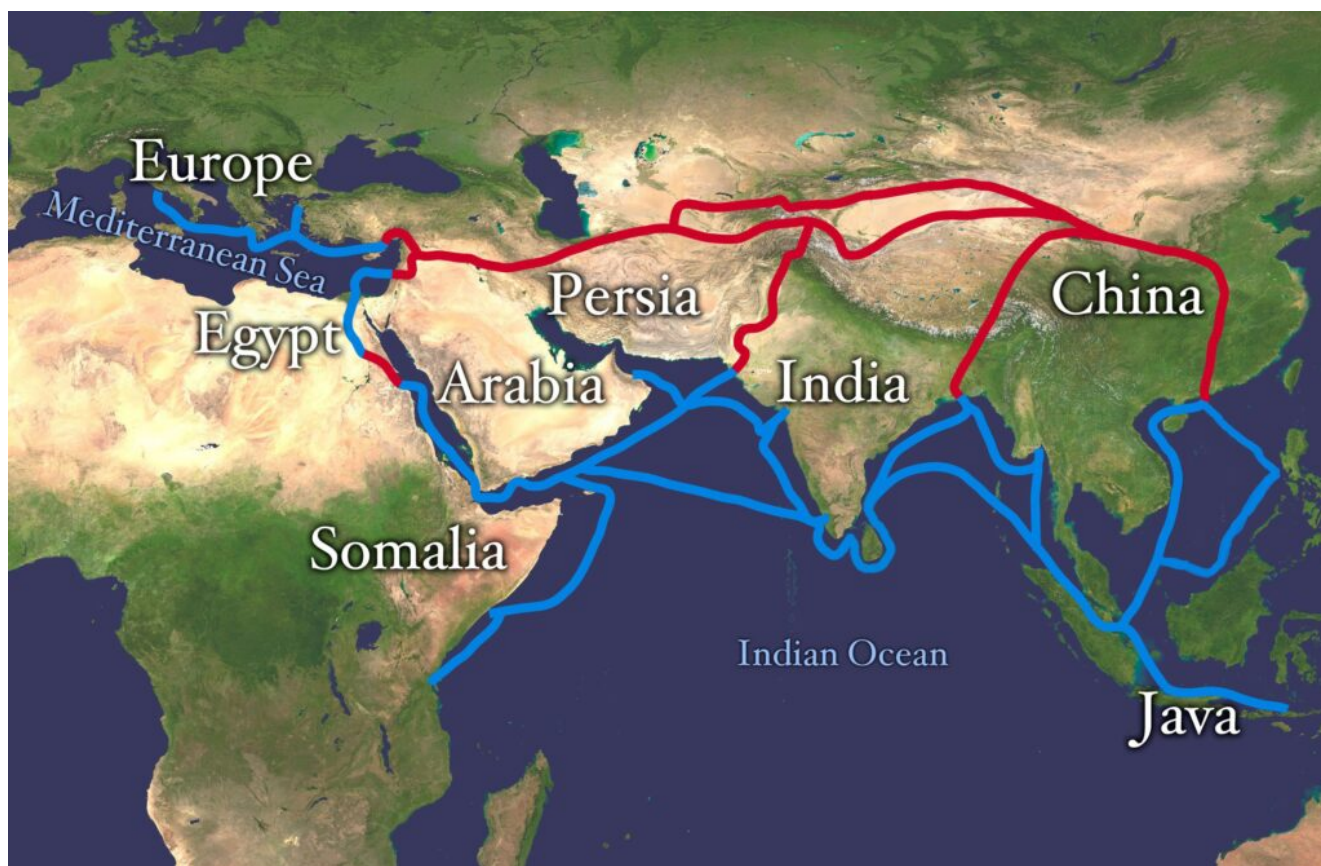 Europe
Mediterranean Sea
Egypt
Persia
China
Arabia
India
Somalia
Indian Ocean
Java